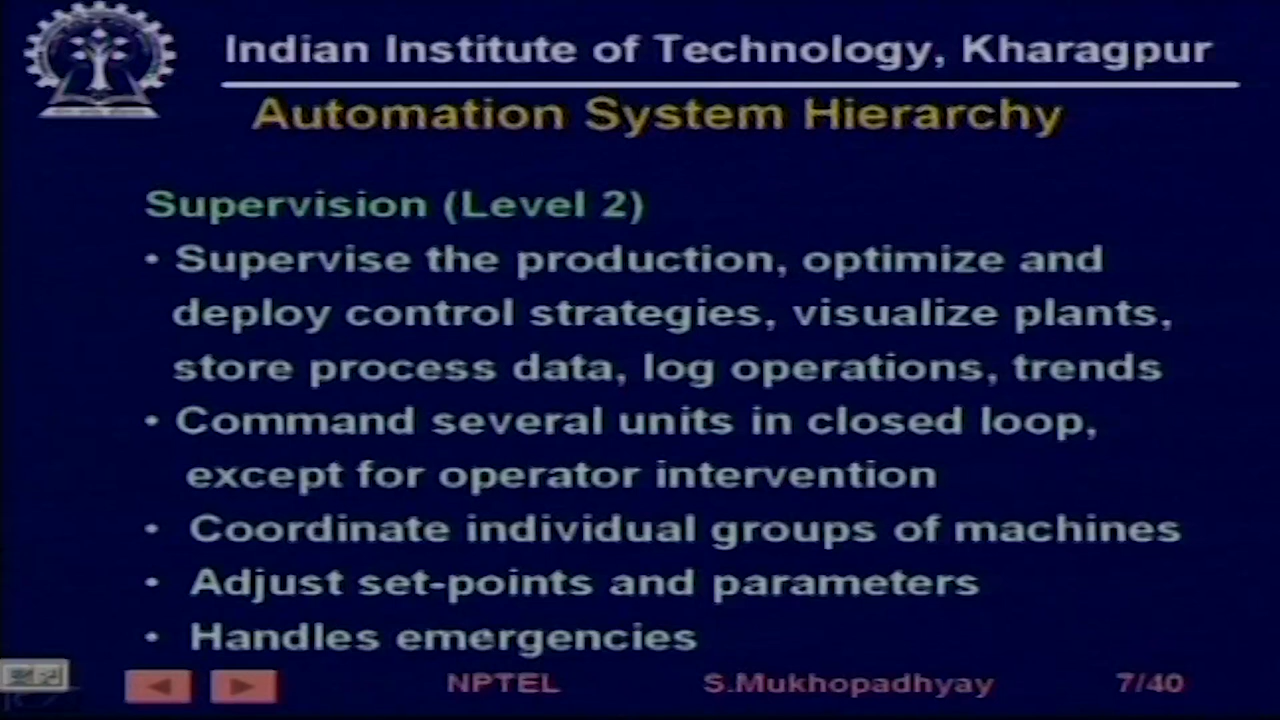 Indian Institute of Technology, Kharagpur
Automation System Hierarchy
Supervision (Level 2)
• Supervise the production, optimize and
deploy control strategies, visualize plants,
store process data, log operations, trends
• Command several units in closed loop,
except for operator intervention
• Coordinate individual groups of machines
• Adjust set-points and parameters
• Handles emergencies
NPTEL S.Mukhopadhyay 7/40